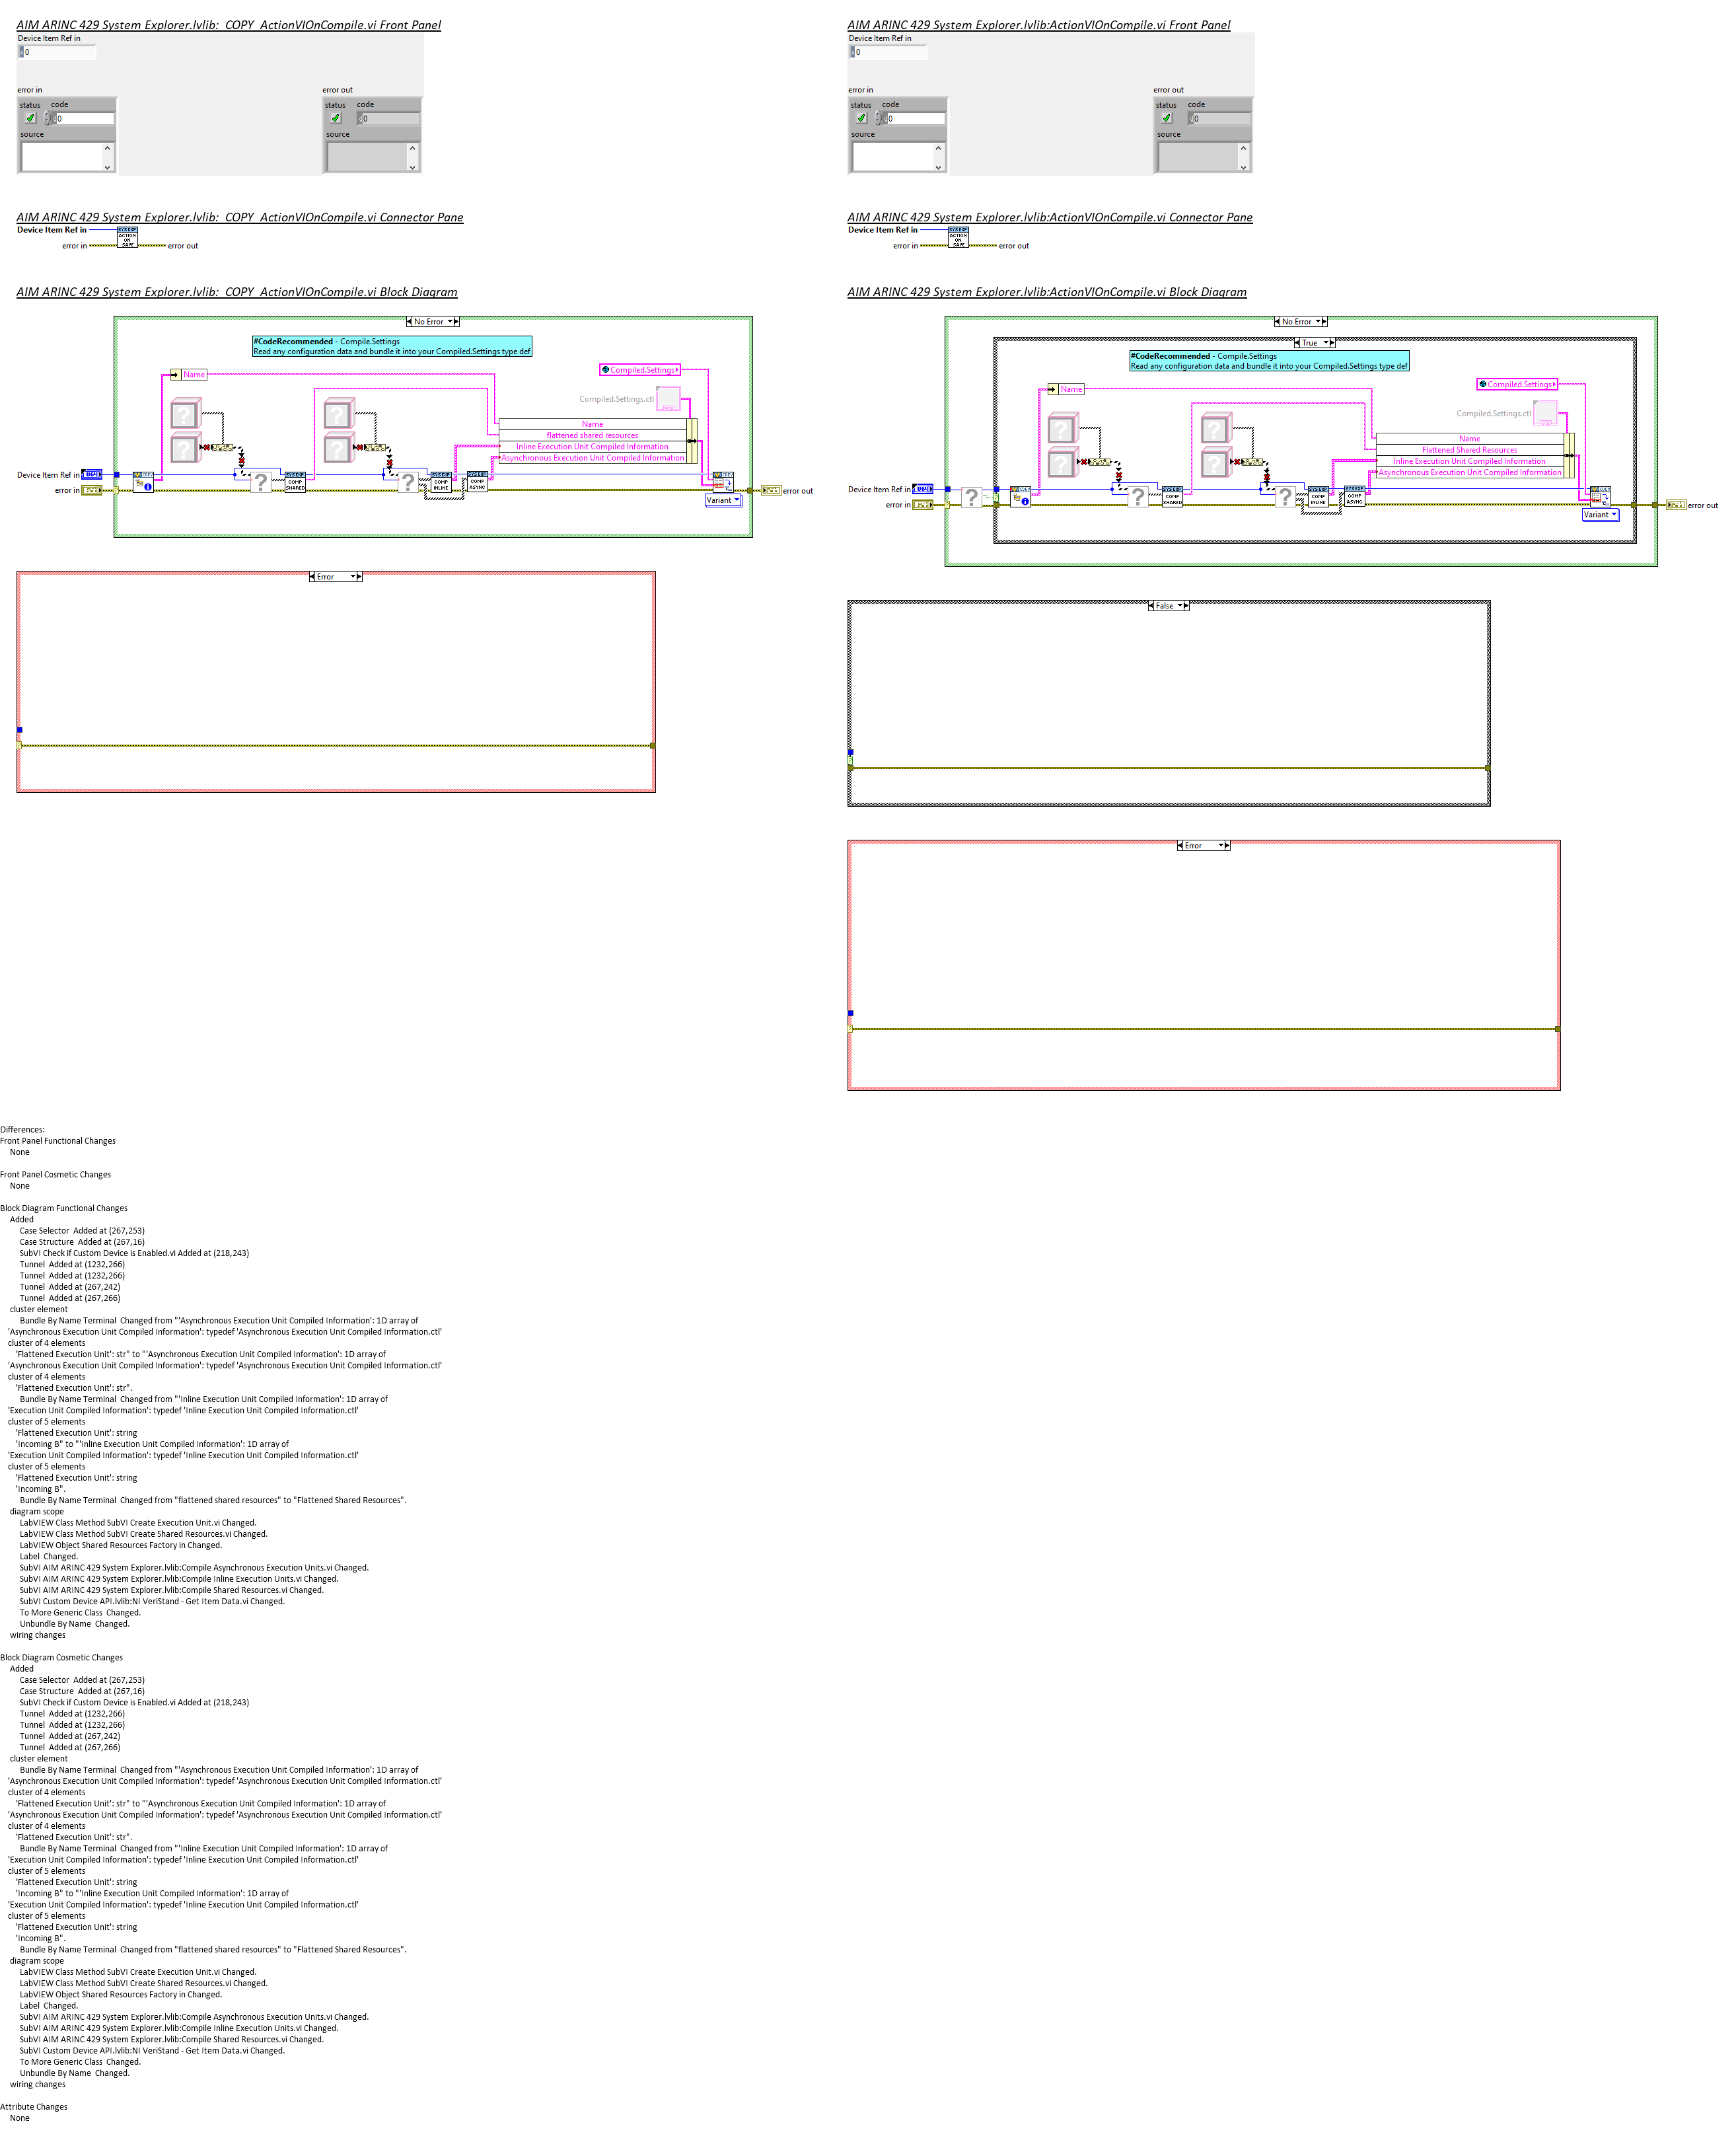 AIM ARINC 429 System Explorer.lvlib:_COPY_ActionVIOnCompile.vi Front Panel
Device Item Ref in
0
error in
error out
status code
0
status code
0
source
source
AIM ARINC 429 System Explorer.lvlib:_COPY_ActionVIOnCompile.vi Connector Pane
Device Item Ref in
SYS EXP
ACTION
ON
SAVE
error in
error out
AIM ARINC 429 System Explorer.lvlib:_COPY_ActionVIOnCompile.vi Block Diagram
No Error
#CodeRecommended - Compile.Settings
Read any configuration data and bundle it into your Compiled.Settings type def
Name
Compiled.Settings
Compiled.Settings.ctl
Name
flattened shared resources
Inline Execution Unit Compiled Information
Asynchronous Execution Unit Compiled Information
Device Item Ref in
error in
COMP
SHARED
COMP
INLINE
COMP
ASYNC
Variant
error out
Error
AIM ARINC 429 System Explorer.lvlib:ActionVIOnCompile.vi Front Panel
Device Item Ref in
0
error in
error out
status code
0
status code
0
source
source
AIM ARINC 429 System Explorer.lvlib:ActionVIOnCompile.vi Connector Pane
Device Item Ref in
SYS EXP
ACTION
ON
SAVE
error in
error out
AIM ARINC 429 System Explorer.lvlib:ActionVIOnCompile.vi Block Diagram
No Error
True
#CodeRecommended - Compile.Settings
Read any configuration data and bundle it into your Compiled.Settings type def
Name
Compiled.Settings
Compiled.Settings.ctl
Name
Flattened Shared Resources
Inline Execution Unit Compiled Information
Asynchronous Execution Unit Compiled Information
Device Item Ref in
error in
COMP
SHARED
COMP
INLINE
COMP
ASYNC
Variant
error out
False
Error
Differences:
Front Panel Functional Changes
None
Front Panel Cosmetic Changes
None
Block Diagram Functional Changes
Added
Case Selector  Added at (267,253)
Case Structure  Added at (267,16)
SubVI Check if Custom Device is Enabled.vi Added at (218,243)
Tunnel  Added at (1232,266)
Tunnel  Added at (1232,266)
Tunnel  Added at (267,242)
Tunnel  Added at (267,266)
cluster element
Bundle By Name Terminal  Changed from "'Asynchronous Execution Unit Compiled Information': 1D array of
'Asynchronous Execution Unit Compiled Information': typedef 'Asynchronous Execution Unit Compiled Information.ctl'
cluster of 4 elements
'Flattened Execution Unit': str" to "'Asynchronous Execution Unit Compiled Information': 1D array of
'Asynchronous Execution Unit Compiled Information': typedef 'Asynchronous Execution Unit Compiled Information.ctl'
cluster of 4 elements
'Flattened Execution Unit': str".
Bundle By Name Terminal  Changed from "'Inline Execution Unit Compiled Information': 1D array of
'Execution Unit Compiled Information': typedef 'Inline Execution Unit Compiled Information.ctl'
cluster of 5 elements
'Flattened Execution Unit': string
'Incoming B" to "'Inline Execution Unit Compiled Information': 1D array of
'Execution Unit Compiled Information': typedef 'Inline Execution Unit Compiled Information.ctl'
cluster of 5 elements
'Flattened Execution Unit': string
'Incoming B".
Bundle By Name Terminal  Changed from "flattened shared resources" to "Flattened Shared Resources".
diagram scope
LabVIEW Class Method SubVI Create Execution Unit.vi Changed.
LabVIEW Class Method SubVI Create Shared Resources.vi Changed.
LabVIEW Object Shared Resources Factory in Changed.
Label  Changed.
SubVI AIM ARINC 429 System Explorer.lvlib:Compile Asynchronous Execution Units.vi Changed.
SubVI AIM ARINC 429 System Explorer.lvlib:Compile Inline Execution Units.vi Changed.
SubVI AIM ARINC 429 System Explorer.lvlib:Compile Shared Resources.vi Changed.
SubVI Custom Device API.lvlib:NI VeriStand - Get Item Data.vi Changed.
To More Generic Class  Changed.
Unbundle By Name  Changed.
wiring changes
Block Diagram Cosmetic Changes
Added
Case Selector  Added at (267,253)
Case Structure  Added at (267,16)
SubVI Check if Custom Device is Enabled.vi Added at (218,243)
Tunnel  Added at (1232,266)
Tunnel  Added at (1232,266)
Tunnel  Added at (267,242)
Tunnel  Added at (267,266)
cluster element
Bundle By Name Terminal  Changed from "'Asynchronous Execution Unit Compiled Information': 1D array of
'Asynchronous Execution Unit Compiled Information': typedef 'Asynchronous Execution Unit Compiled Information.ctl'
cluster of 4 elements
'Flattened Execution Unit': str" to "'Asynchronous Execution Unit Compiled Information': 1D array of
'Asynchronous Execution Unit Compiled Information': typedef 'Asynchronous Execution Unit Compiled Information.ctl'
cluster of 4 elements
'Flattened Execution Unit': str".
Bundle By Name Terminal  Changed from "'Inline Execution Unit Compiled Information': 1D array of
'Execution Unit Compiled Information': typedef 'Inline Execution Unit Compiled Information.ctl'
cluster of 5 elements
'Flattened Execution Unit': string
'Incoming B" to "'Inline Execution Unit Compiled Information': 1D array of
'Execution Unit Compiled Information': typedef 'Inline Execution Unit Compiled Information.ctl'
cluster of 5 elements
'Flattened Execution Unit': string
'Incoming B".
Bundle By Name Terminal  Changed from "flattened shared resources" to "Flattened Shared Resources".
diagram scope
LabVIEW Class Method SubVI Create Execution Unit.vi Changed.
LabVIEW Class Method SubVI Create Shared Resources.vi Changed.
LabVIEW Object Shared Resources Factory in Changed.
Label  Changed.
SubVI AIM ARINC 429 System Explorer.lvlib:Compile Asynchronous Execution Units.vi Changed.
SubVI AIM ARINC 429 System Explorer.lvlib:Compile Inline Execution Units.vi Changed.
SubVI AIM ARINC 429 System Explorer.lvlib:Compile Shared Resources.vi Changed.
SubVI Custom Device API.lvlib:NI VeriStand - Get Item Data.vi Changed.
To More Generic Class  Changed.
Unbundle By Name  Changed.
wiring changes
Attribute Changes
None